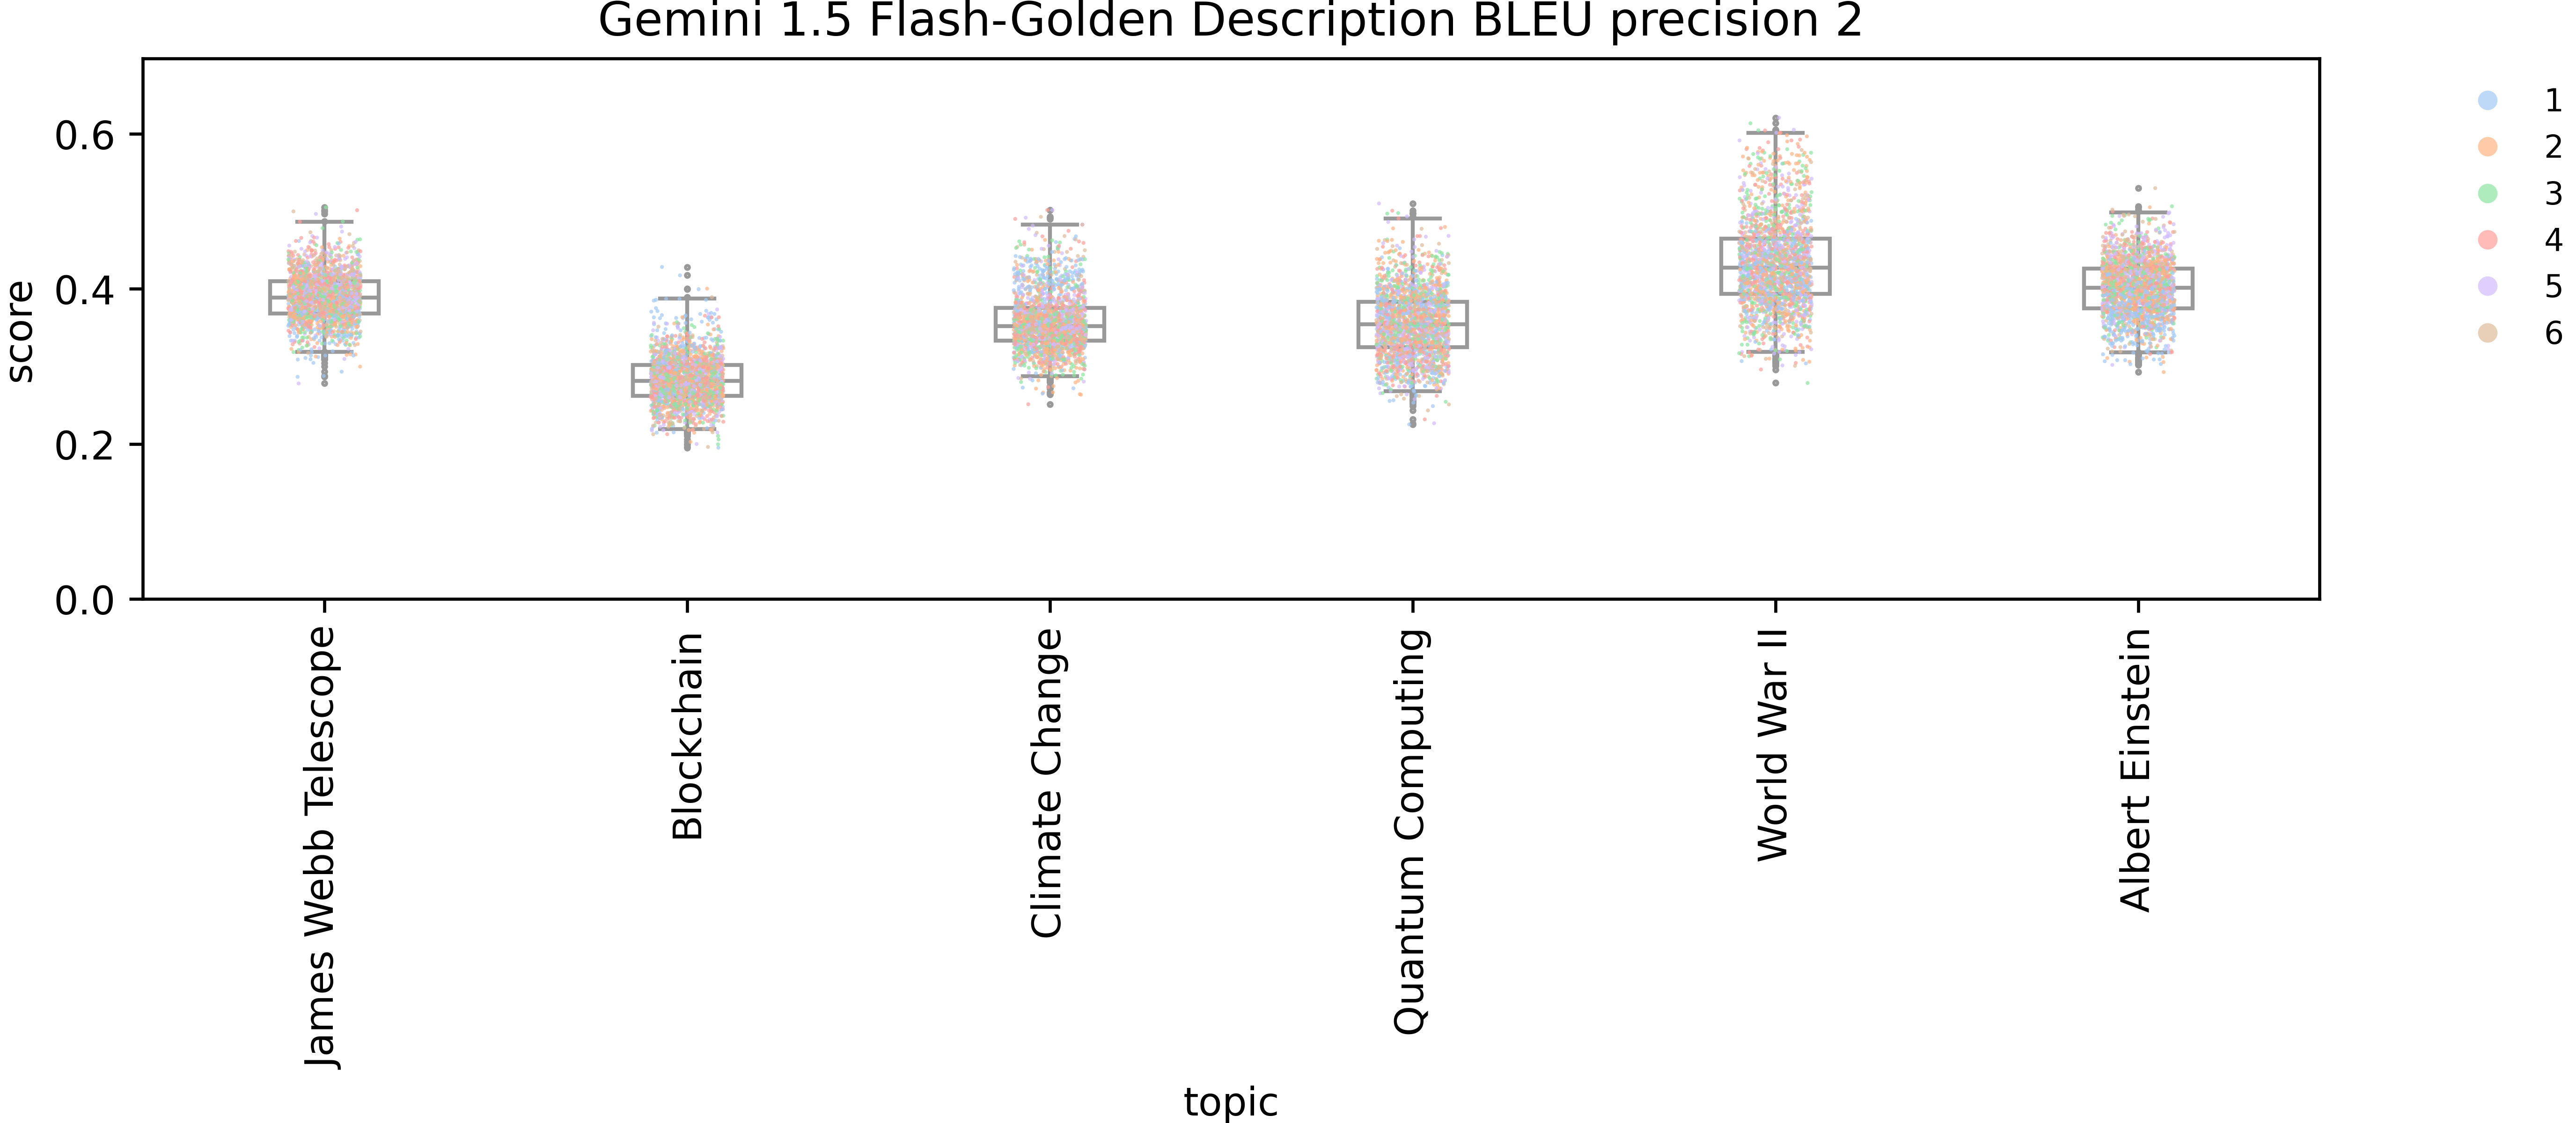 Gemini 1.5 Flash-Golden Description BLEU precision 2
score
0.6
0.4
0.2
0.0
1
2
3
4
5
6
James Webb Telescope
Blockchain
Climate Change
Quantum Computing
World War II
Albert Einstein
topic